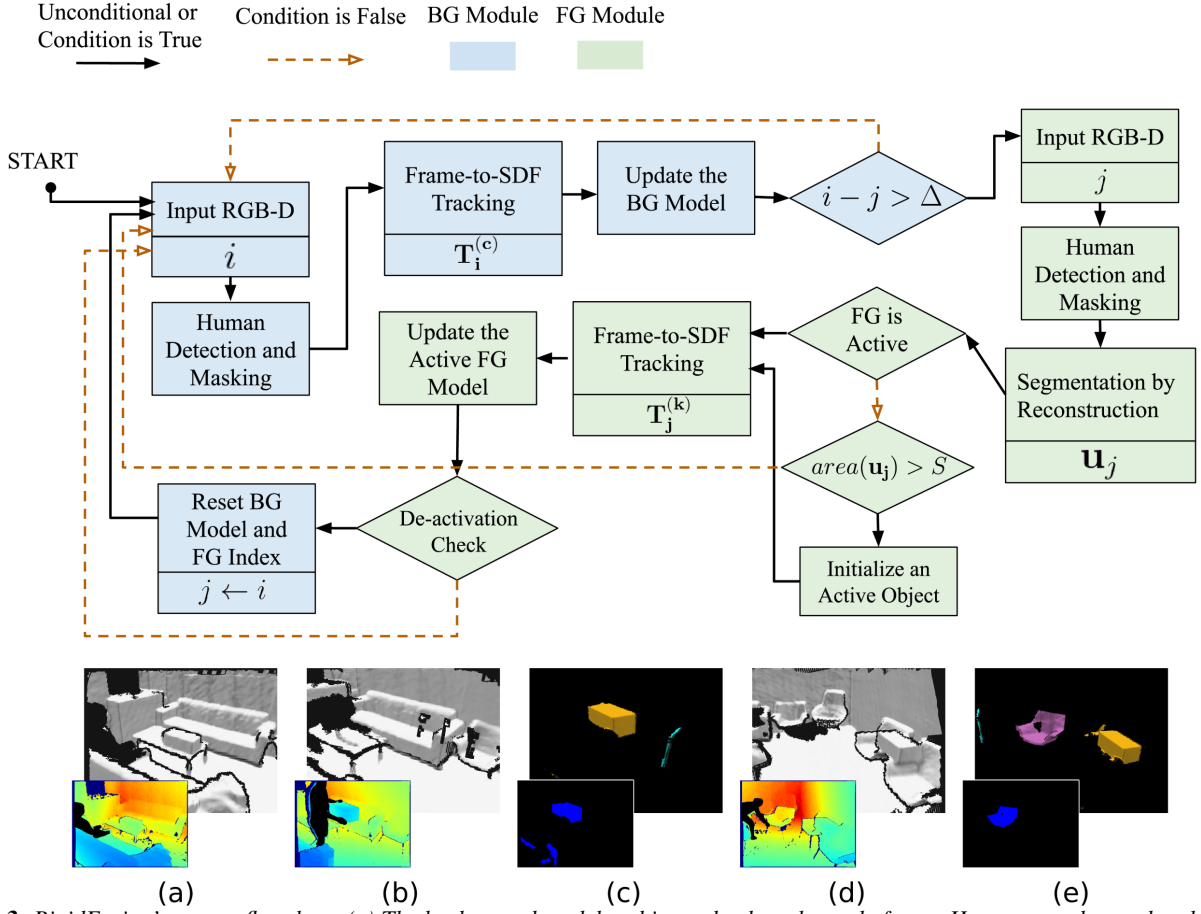 Unconditional or
Condition is True
Condition is False
BG Module
FG Module
START
Input RGB-D
i
Human
Detection and
Masking
Frame-to-SDF
Tracking
T_i^(c)
Update the
BG Model
i − j > Δ
Input RGB-D
j
Human
Detection and
Masking
Segmentation by
Reconstruction
u_j
FG is
Active
area(u_j) > S
Initialize an
Active Object
Frame-to-SDF
Tracking
T_j^(k)
Update the
Active FG
Model
De-activation
Check
Reset BG
Model and
FG Index
j ← i
(a)
(b)
(c)
(d)
(e)